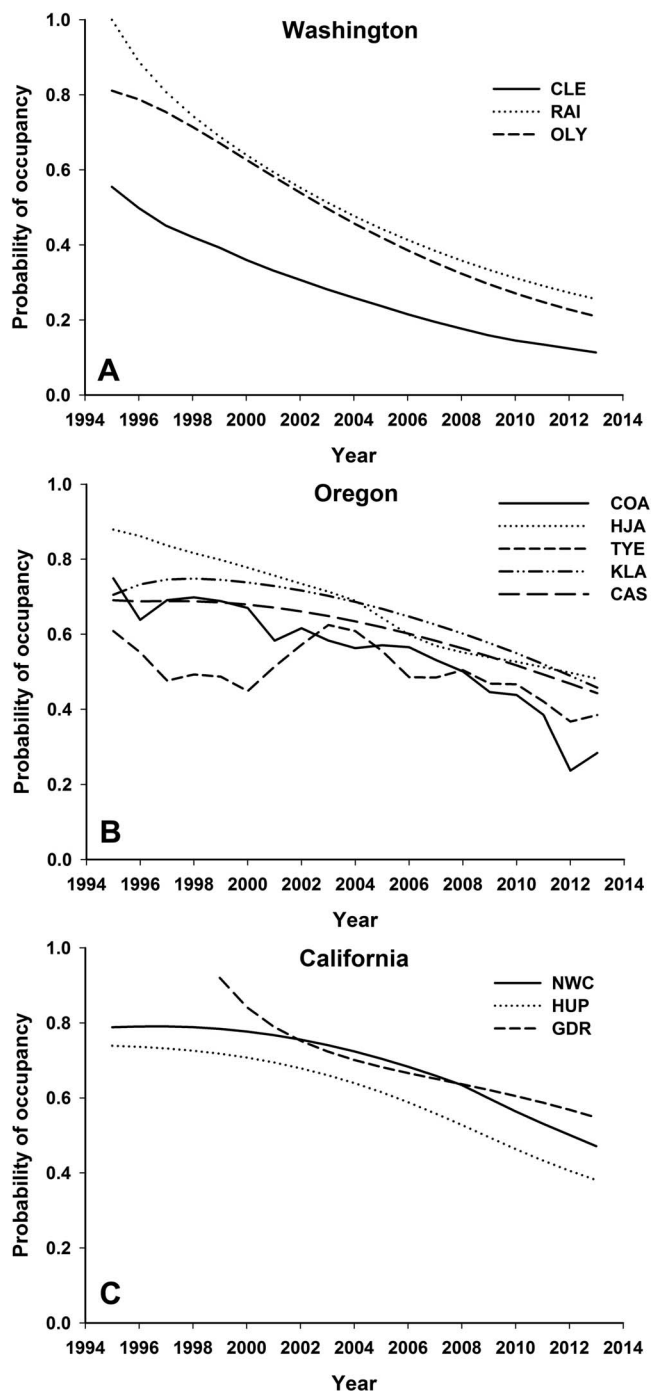 Washington
CLE
RAI
OLY
Probability of occupancy
1.0
0.8
0.6
0.4
0.2
0.0
A
1994 1996 1998 2000 2002 2004 2006 2008 2010 2012 2014
Year
Oregon
COA
HJA
TYE
KLA
CAS
Probability of occupancy
1.0
0.8
0.6
0.4
0.2
0.0
B
1994 1996 1998 2000 2002 2004 2006 2008 2010 2012 2014
Year
California
NWC
HUP
GDR
Probability of occupancy
1.0
0.8
0.6
0.4
0.2
0.0
C
1994 1996 1998 2000 2002 2004 2006 2008 2010 2012 2014
Year